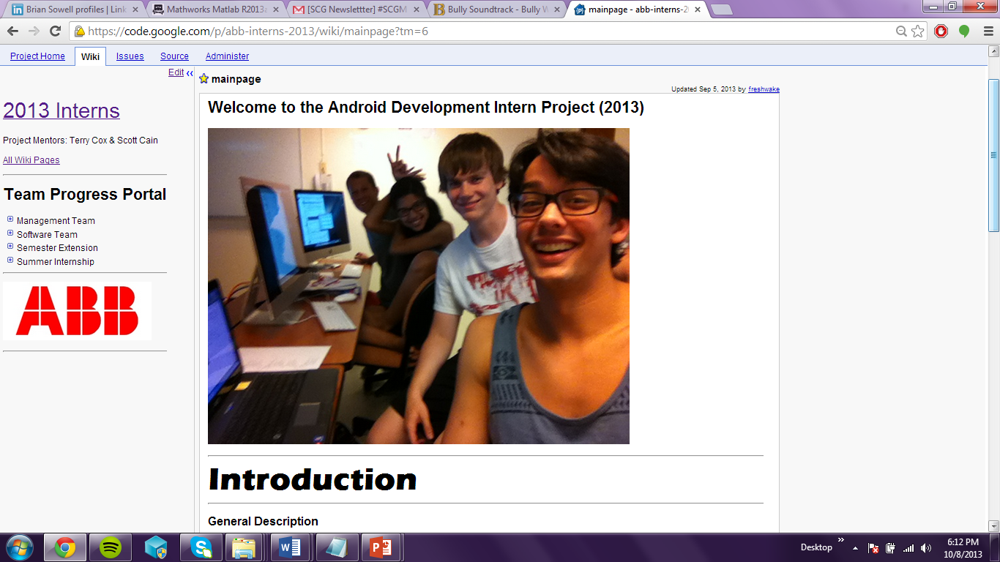 Brian Sowell profiles | Link
Mathworks Matlab R2013a
[SCG Newslettter] #SCGM
Bully Soundtrack - Bully W
mainpage - abb-interns-2
https://code.google.com/p/abb-interns-2013/wiki/mainpage?tm=6
Project Home Wiki Issues Source Administer
Edit
mainpage
Updated Sep 5, 2013 by freshwake
2013 Interns
Project Mentors: Terry Cox & Scott Cain
All Wiki Pages
Team Progress Portal
Management Team
Software Team
Semester Extension
Summer Internship
ABB
Welcome to the Android Development Intern Project (2013)
Introduction
General Description
Desktop
6:12 PM
10/8/2013